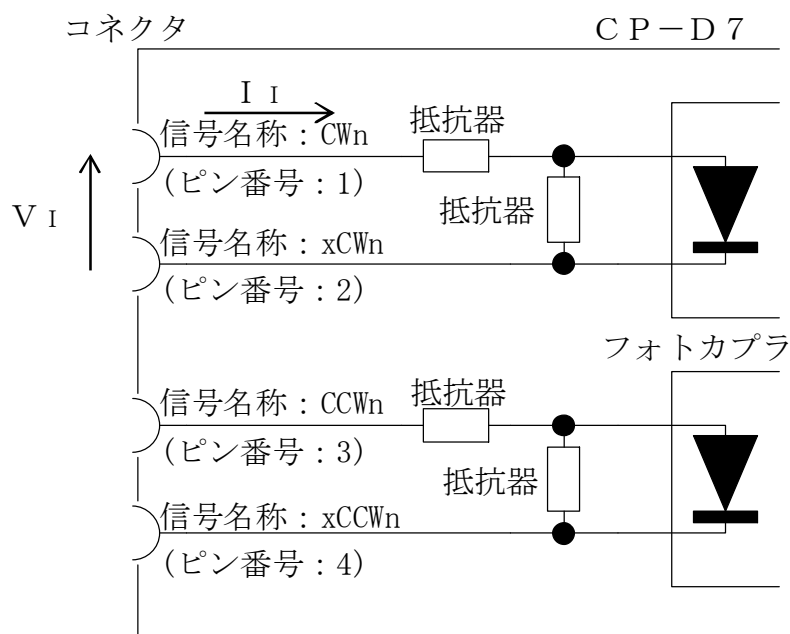 コネクタ
ＣＰ－Ｄ７
Ｉ I
信号名称：CWn
抵抗器
(ピン番号：1)
抵抗器
Ｖ I
信号名称：xCWn
(ピン番号：2)
フォトカプラ
信号名称：CCWn
抵抗器
(ピン番号：3)
抵抗器
信号名称：xCCWn
(ピン番号：4)